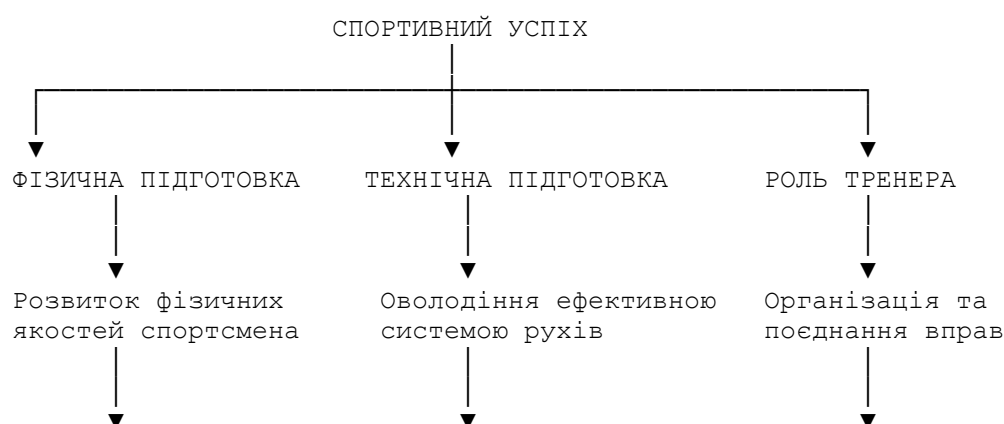 СПОРТИВНИЙ УСПІХ
ФІЗИЧНА ПІДГОТОВКА
ТЕХНІЧНА ПІДГОТОВКА
РОЛЬ ТРЕНЕРА
Розвиток фізичних
якостей спортсмена
Оволодіння ефективною
системою рухів
Організація та
поєднання вправ